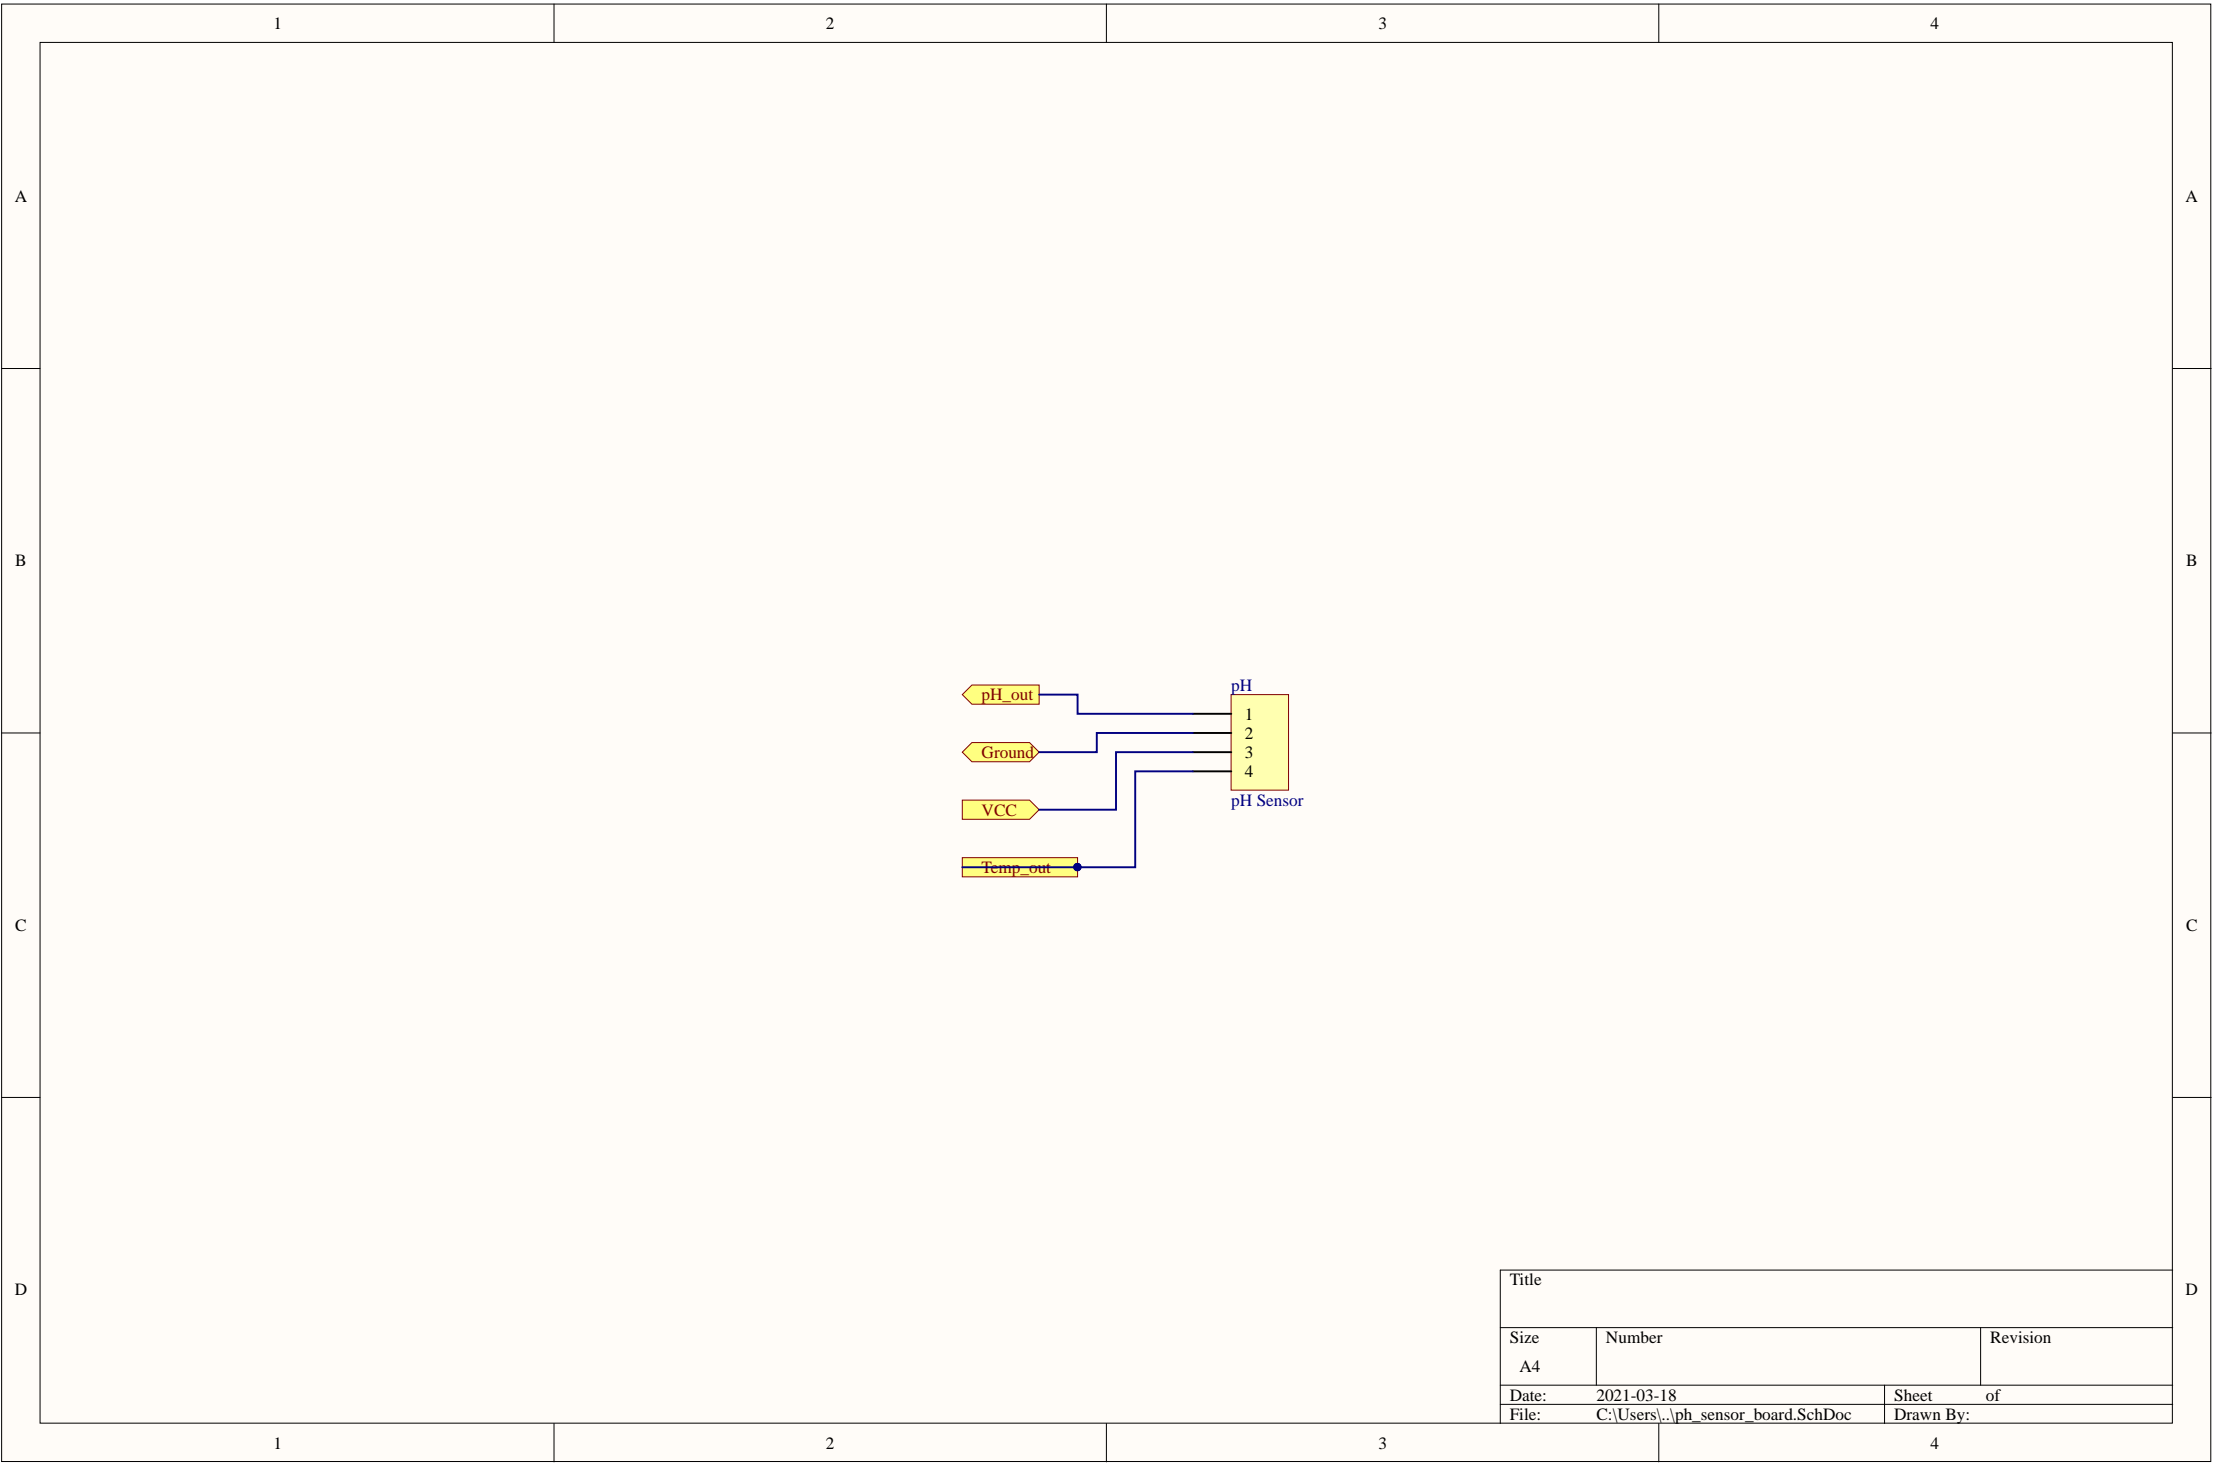 1 2 3 4
A A
B B
pH
pH_out
1
2
Ground
3
4
pH Sensor
VCC
Temp_out
C C
Title
D D
Size Number Revision
A4
Date: 2021-03-18 Sheet of
File: C:\Users\..\ph_sensor_board.SchDoc Drawn By:
1 2 3 4